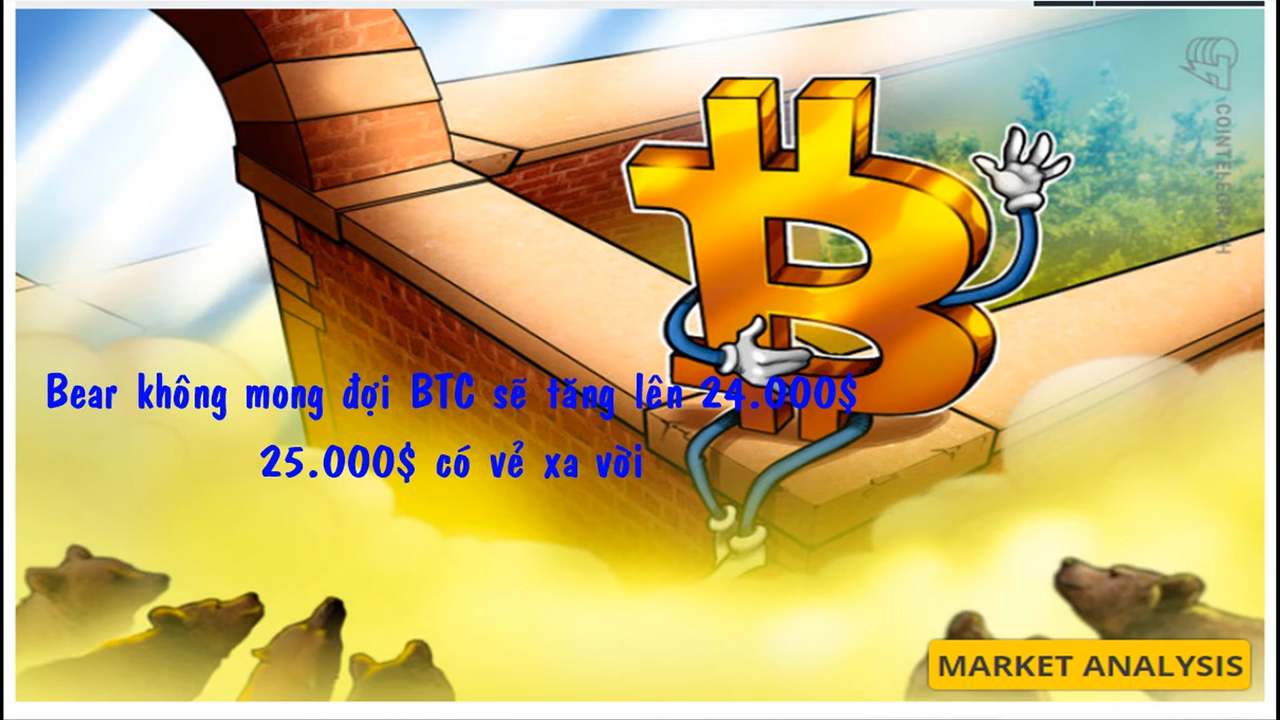 COINTELEGRAPH
Bear không mong đợi BTC sẽ tăng lên 24.000$
25.000$ có vẻ xa vời
MARKET ANALYSIS